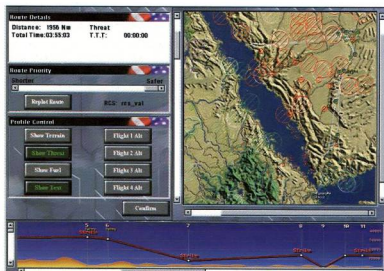 Route Details
Distance: 1956 Nm Threat
Total Time:03:55:03 T.T.T: 00:00:00
Route Priority
Shorter Safer
Replot Route RCS: rcs_val
Profile Control
Show Terrain Flight 1 Alt
Show Threat Flight 2 Alt
Show Fuel Flight 3 Alt
Show Text Flight 4 Alt
Confirm
5 6 7 8 9 10 11